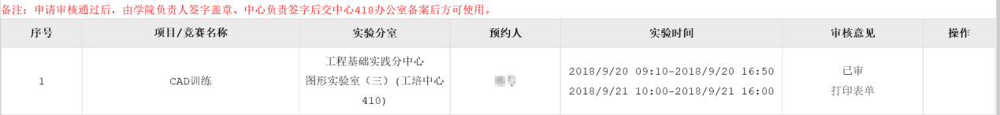 备注：申请审核通过后，由学院负责人签字盖章、中心负责签字后交中心418办公室备案后方可使用。
序号 项目/竞赛名称 实验分室 预约人 实验时间 审核意见 操作
1
CAD训练
工程基础实践分中心
图形实验室（三）(工培中心
410)
2018/9/20 09:10-2018/9/20 16:50
2018/9/21 10:00-2018/9/21 16:00
已审
打印表单